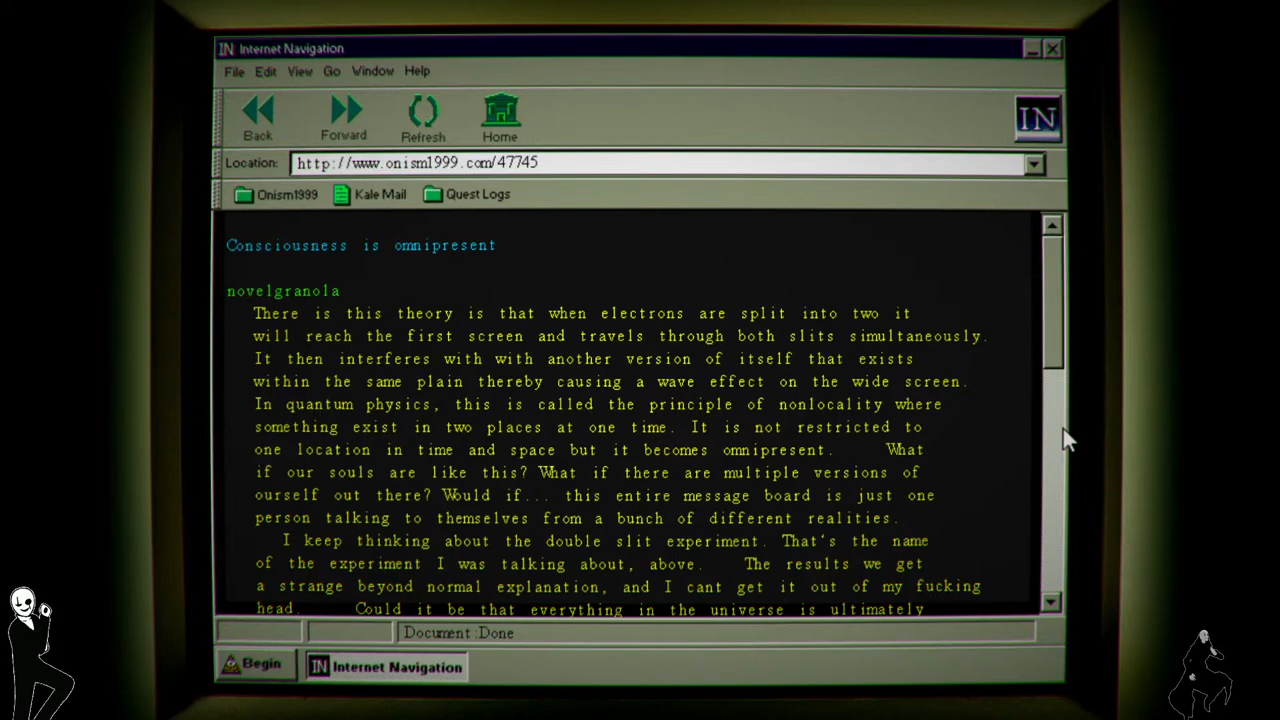 IN Internet Navigation
File Edit View Go Window Help
Back Forward Refresh Home
IN
Location: http://www.onism1999.com/47745
Onism1999 Kale Mail Quest Logs
Consciousness is omnipresent
novelgranola
There is this theory is that when electrons are split into two it
will reach the first screen and travels through both slits simultaneously.
It then interferes with with another version of itself that exists
within the same plain thereby causing a wave effect on the wide screen.
In quantum physics, this is called the principle of nonlocality where
something exist in two places at one time. It is not restricted to
one location in time and space but it becomes omnipresent. What
if our souls are like this? What if there are multiple versions of
ourself out there? Would if... this entire message board is just one
person talking to themselves from a bunch of different realities.
I keep thinking about the double slit experiment. That's the name
of the experiment I was talking about, above. The results we get
a strange beyond normal explanation, and I cant get it out of my fucking
head. Could it be that everything in the universe is ultimately
Document:Done
Begin IN Internet Navigation